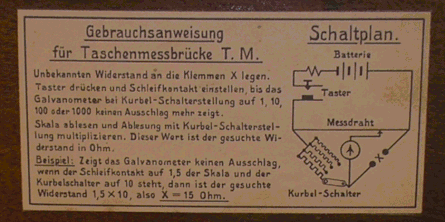 Gebrauchsanweisung
für Taschenmessbrücke T. M.
Unbekannten Widerstand an die Klemmen X legen.
Taster drücken und Schleifkontakt einstellen, bis das
Galvanometer bei Kurbel-Schalterstellung auf 1, 10,
100 oder 1000 keinen Ausschlag mehr zeigt.
Skala ablesen und Ablesung mit Kurbel-Schalterstel-
lung multiplizieren. Dieser Wert ist der gesuchte Wi-
derstand in Ohm.
Beispiel: Zeigt das Galvanometer keinen Ausschlag,
wenn der Schleifkontakt auf 1,5 der Skala und der
Kurbelschalter auf 10 steht, dann ist der gesuchte
Widerstand 1,5 × 10, also X = 15 Ohm.
Schaltplan.
Batterie
Taster
Messdraht
X
Kurbel-Schalter